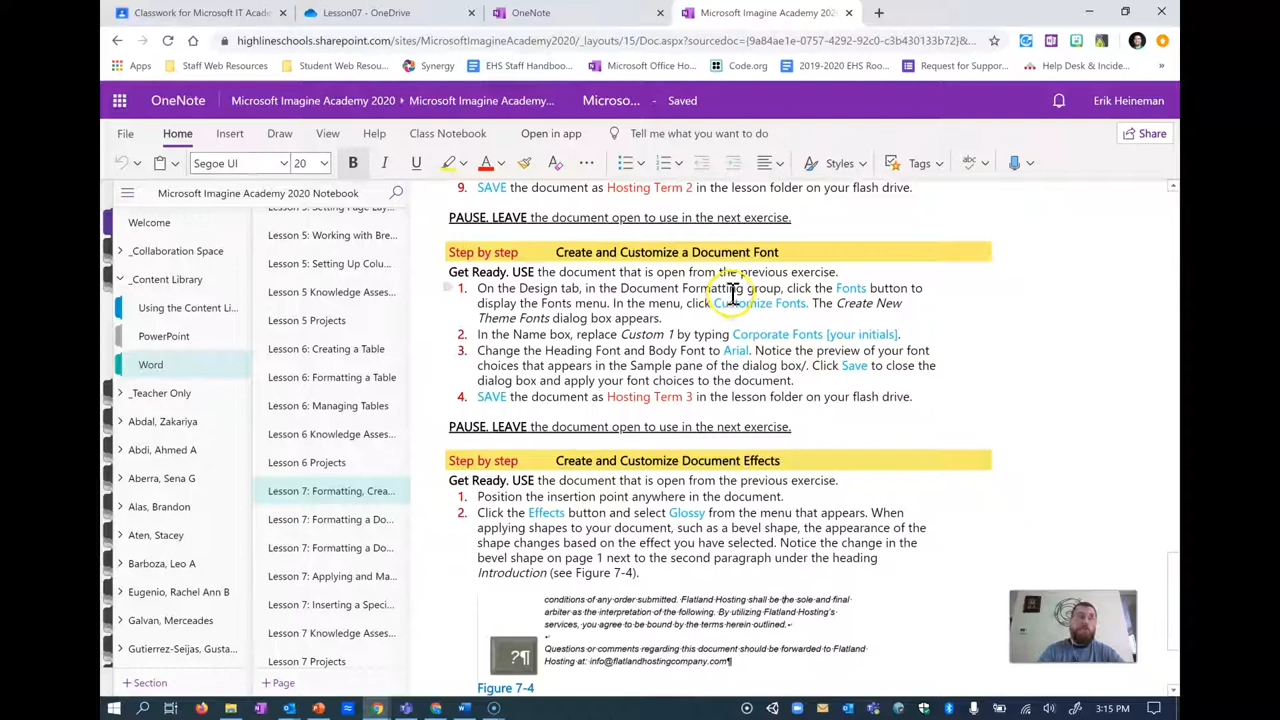 Classwork for Microsoft IT Acade
Lesson07 - OneDrive
OneNote
Microsoft Imagine Academy 202
highlineschools.sharepoint.com/sites/MicrosoftImagineAcademy2020/_layouts/15/Doc.aspx?sourcedoc={9a84ae1e-0757-4292-92c0-c3b430133b72}&...
Apps
Staff Web Resources
Student Web Resour...
Synergy
EHS Staff Handboo...
Microsoft Office Ho...
Code.org
2019-2020 EHS Roo...
Request for Suppor...
Help Desk & Incide...
OneNote
Microsoft Imagine Academy 2020 › Microsoft Imagine Academy...
Microso... - Saved
Erik Heineman
File
Home
Insert
Draw
View
Help
Class Notebook
Open in app
Tell me what you want to do
Share
Segoe UI
20
B
I
U
A
Styles
Tags
Microsoft Imagine Academy 2020 Notebook
Welcome
_Collaboration Space
_Content Library
Using the Content Li
PowerPoint
Word
_Teacher Only
Abdal, Zakariya
Abdi, Ahmed A
Aberra, Sena G
Alas, Brandon
Aten, Stacey
Barboza, Leo A
Eugenio, Rachel Ann B
Galvan, Merceades
Gutierrez-Seijas, Gusta...
+ Section
Lesson 5: Setting Page Lay...
Lesson 5: Working with Bre...
Lesson 5: Setting Up Colu...
Lesson 6: Creating a Table
Lesson 6: Formatting a Table
Lesson 6: Managing Tables
Lesson 6 Knowledge Asses...
Lesson 6 Projects
Lesson 7: Formatting, Crea...
Lesson 7: Formatting a Do...
Lesson 7: Formatting a Do...
Lesson 7: Applying and Ma...
Lesson 7: Inserting a Speci...
Lesson 7 Knowledge Asses...
Lesson 7 Projects
+ Page
9. SAVE the document as Hosting Term 2 in the lesson folder on your flash drive.
PAUSE. LEAVE the document open to use in the next exercise.
Step by step Create and Customize a Document Font
Get Ready. USE the document that is open from the previous exercise.
1. On the Design tab, in the Document Formatting group, click the Fonts button to
display the Fonts menu. In the menu, click Customize Fonts. The Create New
Theme Fonts dialog box appears.
2. In the Name box, replace Custom 1 by typing Corporate Fonts [your initials].
3. Change the Heading Font and Body Font to Arial. Notice the preview of your font
choices that appears in the Sample pane of the dialog box/. Click Save to close the
dialog box and apply your font choices to the document.
4. SAVE the document as Hosting Term 3 in the lesson folder on your flash drive.
PAUSE. LEAVE the document open to use in the next exercise.
Step by step Create and Customize Document Effects
Get Ready. USE the document that is open from the previous exercise.
1. Position the insertion point anywhere in the document.
2. Click the Effects button and select Glossy from the menu that appears. When
applying shapes to your document, such as a bevel shape, the appearance of the
shape changes based on the effect you have selected. Notice the change in the
bevel shape on page 1 next to the second paragraph under the heading
Introduction (see Figure 7-4).
conditions of any order submitted. Flatland Hosting shall be the sole and final
arbiter as the interpretation of the following. By utilizing Flatland Hosting's
services, you agree to be bound by the terms herein outlined.
Questions or comments regarding this document should be forwarded to Flatland
?¶
Hosting at: info@flatlandhostingcompany.com¶
Figure 7-4
3:15 PM